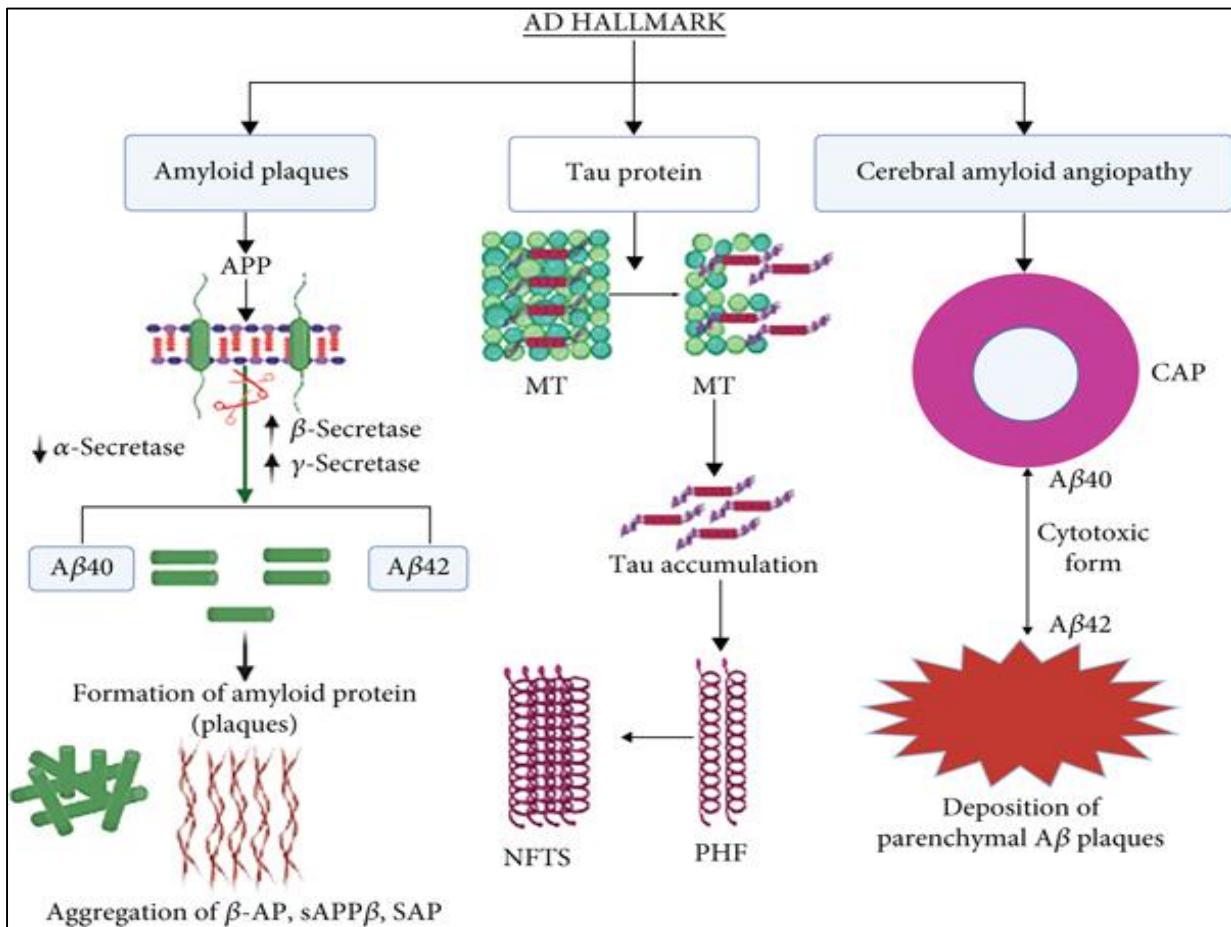 AD HALLMARK
Amyloid plaques
Tau protein
Cerebral amyloid angiopathy
APP
MT
MT
CAP
↓ α-Secretase
↑ β-Secretase
↑ γ-Secretase
Aβ40
Aβ42
Tau accumulation
Aβ40
Cytotoxic
form
Aβ42
Formation of amyloid protein
(plaques)
NFTS
PHF
Deposition of
parenchymal Aβ plaques
Aggregation of β-AP, sAPPβ, SAP